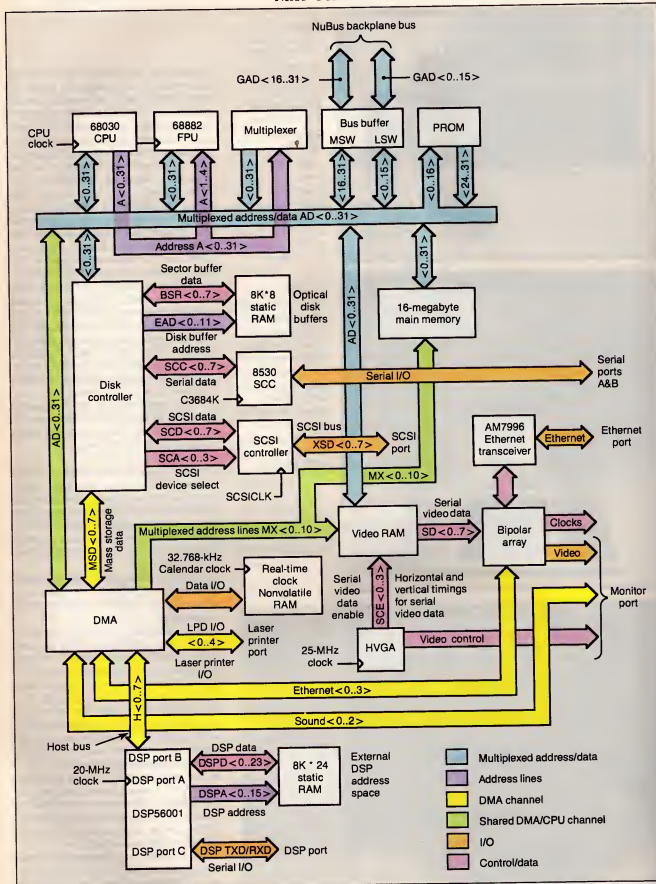 NuBus backplane bus
GAD<16..31>
GAD<0..15>
CPU clock
68030 CPU
68882 FPU
Multiplexer
Bus buffer
MSW LSW
PROM
<0..31>
A<0..31>
<0..31>
A<1..4>
<0..31>
<16..31>
<0..15>
<0..16>
<24..31>
Multiplexed address/data AD<0..31>
Address A<0..31>
<0..31>
<0..31>
AD<0..31>
AD<0..31>
Disk controller
Sector buffer data
BSR<0..7>
EAD<0..11>
Disk buffer address
8K*8 static RAM
Optical disk buffers
16-megabyte main memory
SCC<0..7>
Serial data
8530 SCC
C3684K
Serial I/O
Serial ports A&B
SCSI data
SCD<0..7>
SCA<0..3>
SCSI device select
SCSI controller
SCSICLK
SCSI bus
XSD<0..7>
SCSI port
MX<0..10>
AM7996 Ethernet transceiver
Ethernet
Ethernet port
MSD<0..7>
Mass storage data
Multiplexed address lines MX<0..10>
Video RAM
Serial video data
SD<0..7>
Bipolar array
Clocks
Video
Monitor port
32.768-kHz Calendar clock
Data I/O
Real-time clock Nonvolatile RAM
Serial video data enable
SCE<0..3>
Horizontal and vertical timings for serial video data
DMA
LPD I/O
<0..4>
Laser printer I/O
Laser printer port
25-MHz clock
HVGA
Video control
H<0..7>
Ethernet<0..3>
Sound<0..2>
Host bus
20-MHz clock
DSP port B
DSP port A
DSP56001
DSP port C
DSP data
DSPD<0..23>
DSPA<0..15>
DSP address
8K * 24 static RAM
External DSP address space
DSP TXD/RXD
Serial I/O
DSP port
Multiplexed address/data
Address lines
DMA channel
Shared DMA/CPU channel
I/O
Control/data